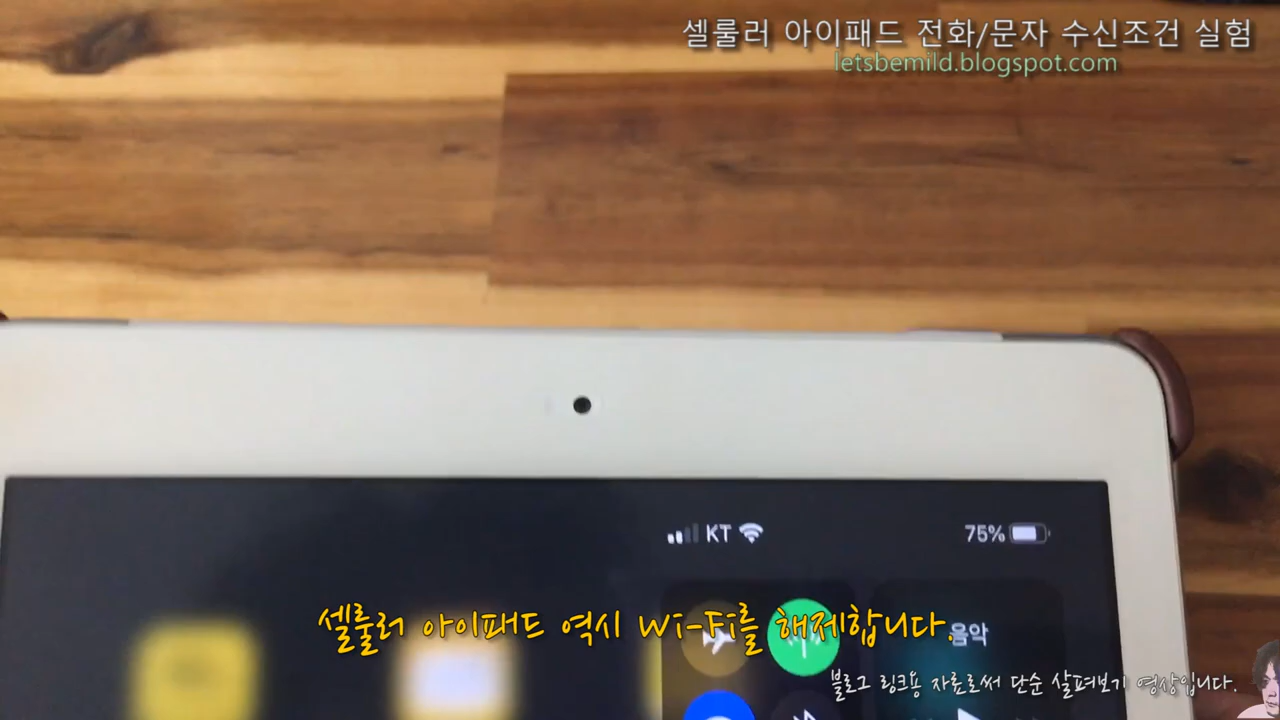 셀룰러 아이패드 전화/문자 수신조건 실험
letsbemild.blogspot.com
KT
75%
셀룰러 아이패드 역시 Wi-Fi를 해제합니다.
음악
블로그 링크용 자료로써 단순 살펴보기 영상입니다.